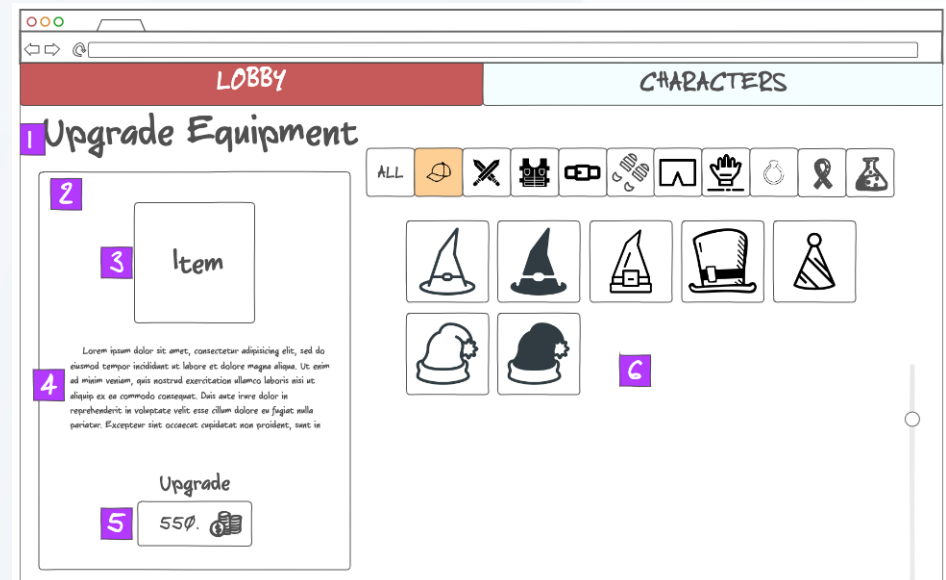 LOBBY
CHARACTERS
1
Upgrade Equipment
ALL
2
3
Item
4
Lorem ipsum dolor sit amet, consectetur adipisicing elit, sed do
eiusmod tempor incididunt ut labore et dolore magna aliqua. Ut enim
ad minim veniam, quis nostrud exercitation ullamco laboris nisi ut
aliquip ex ea commodo consequat. Duis aute irure dolor in
reprehenderit in voluptate velit esse cillum dolore eu fugiat nulla
pariatur. Excepteur sint occaecat cupidatat non proident, sunt in
6
Upgrade
5
550.